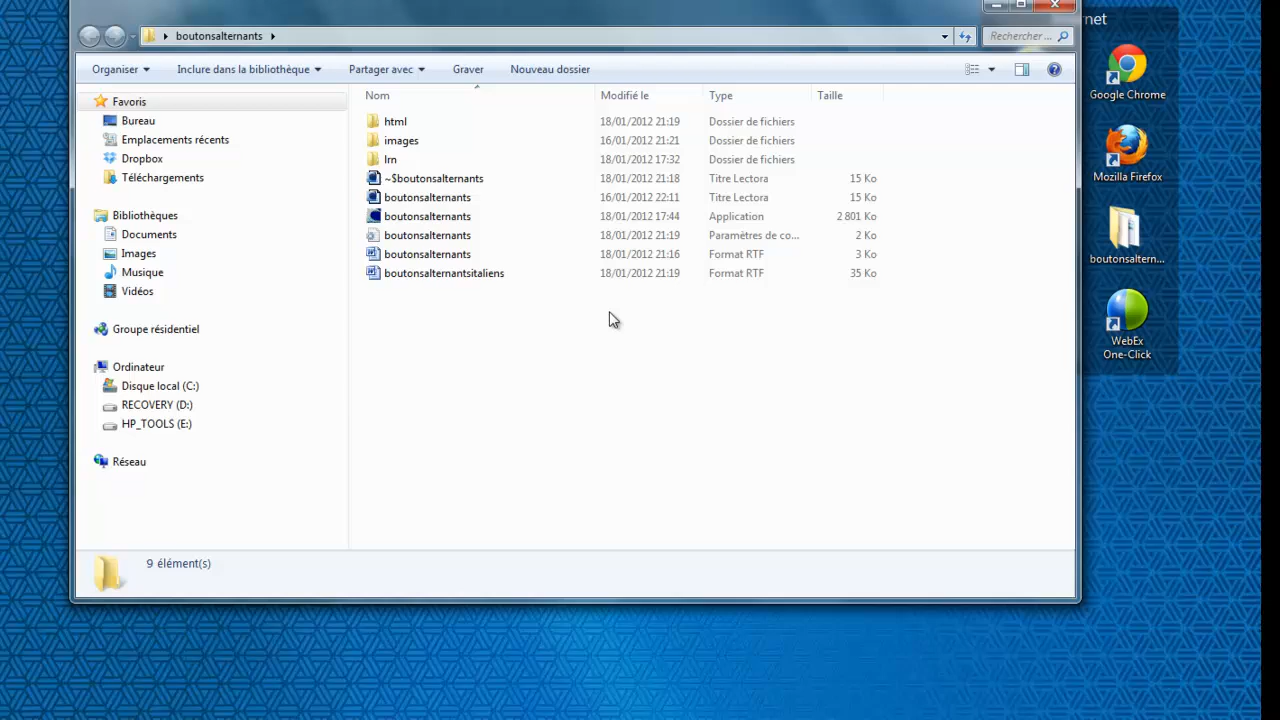 boutonsalternants
Rechercher ...
Organiser
Inclure dans la bibliothèque
Partager avec
Graver
Nouveau dossier
Favoris
Bureau
Emplacements récents
Dropbox
Téléchargements
Bibliothèques
Documents
Images
Musique
Vidéos
Groupe résidentiel
Ordinateur
Disque local (C:)
RECOVERY (D:)
HP_TOOLS (E:)
Réseau
Nom Modifié le Type Taille
html 18/01/2012 21:19 Dossier de fichiers
images 16/01/2012 21:21 Dossier de fichiers
lrn 18/01/2012 17:32 Dossier de fichiers
~$boutonsalternants 18/01/2012 21:18 Titre Lectora 15 Ko
boutonsalternants 16/01/2012 22:11 Titre Lectora 15 Ko
boutonsalternants 18/01/2012 17:44 Application 2 801 Ko
boutonsalternants 18/01/2012 21:19 Paramètres de co... 2 Ko
boutonsalternants 18/01/2012 21:16 Format RTF 3 Ko
boutonsalternantsitaliens 18/01/2012 21:19 Format RTF 35 Ko
9 élément(s)
net
Google Chrome
Mozilla Firefox
boutonsaltern...
WebEx
One-Click